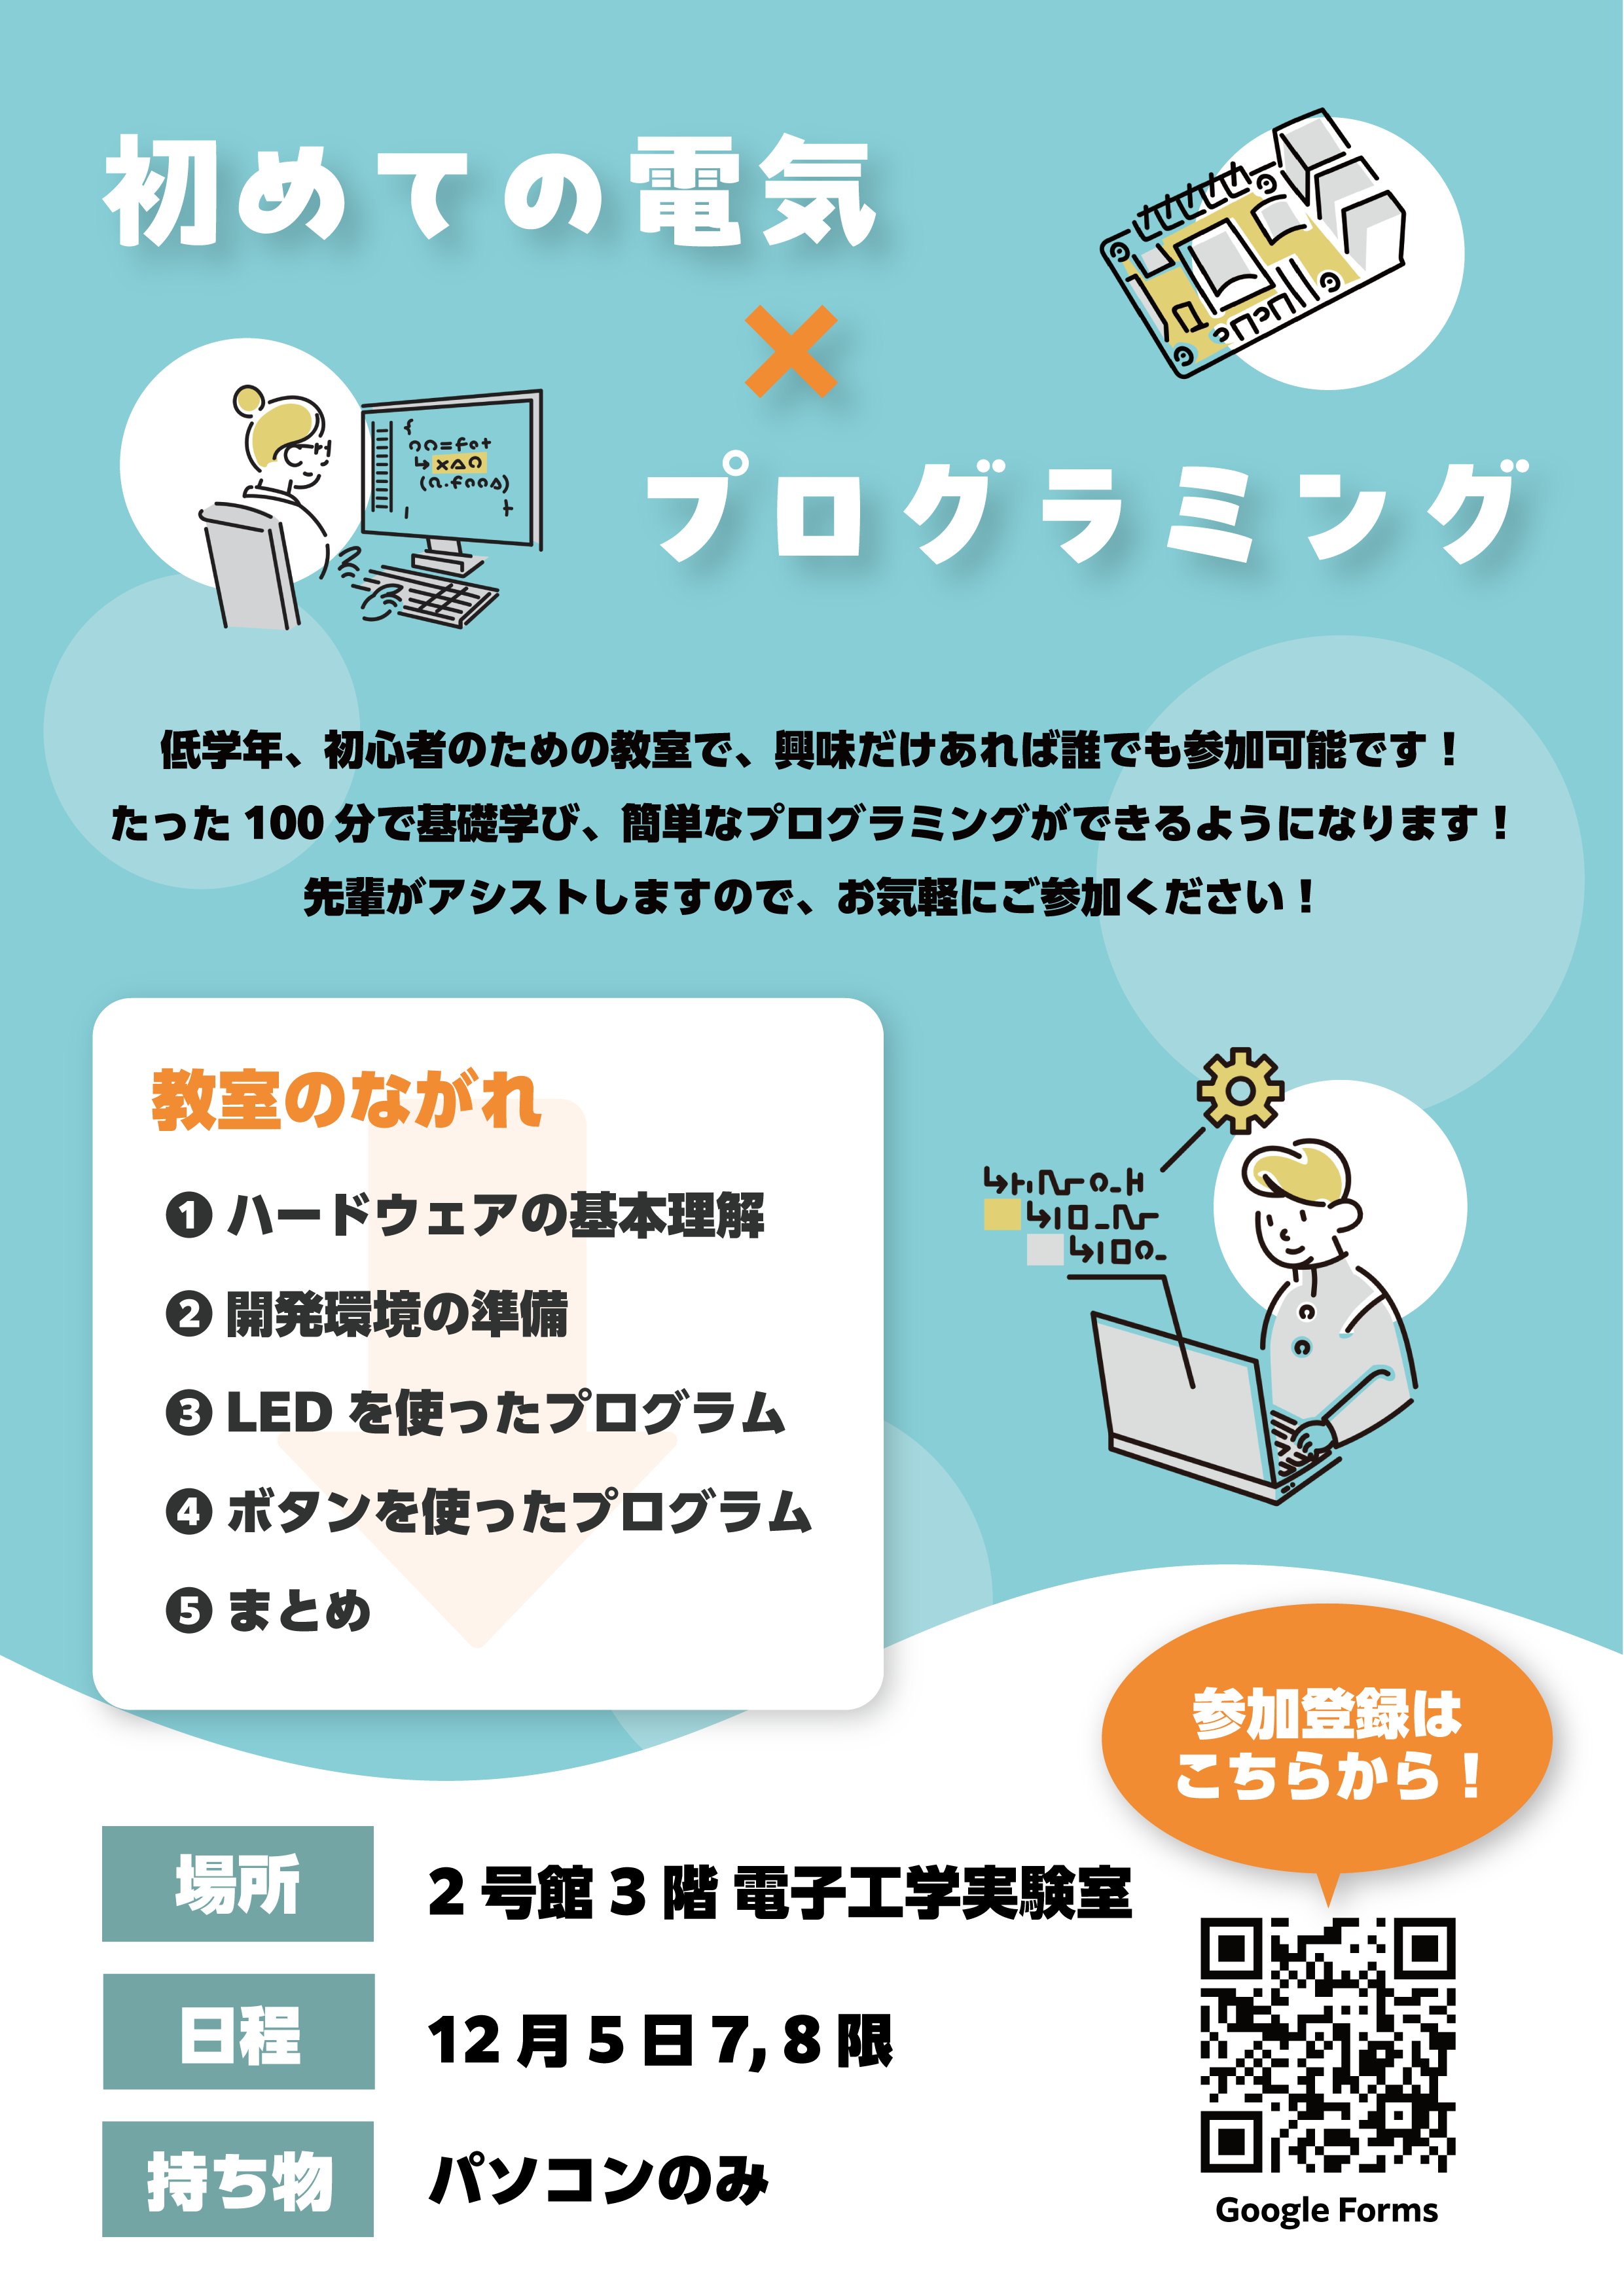 初めての電気
×
プログラミング
低学年、初心者のための教室で、興味だけあれば誰でも参加可能です！
たった 100 分で基礎学び、簡単なプログラミングができるようになります！
先輩がアシストしますので、お気軽にご参加ください！
教室のながれ
❶ ハードウェアの基本理解
❷ 開発環境の準備
❸ LED を使ったプログラム
❹ ボタンを使ったプログラム
❺ まとめ
参加登録は
こちらから！
場所
2 号館 3 階 電子工学実験室
日程
12 月 5 日 7, 8 限
持ち物
パソコンのみ
Google Forms